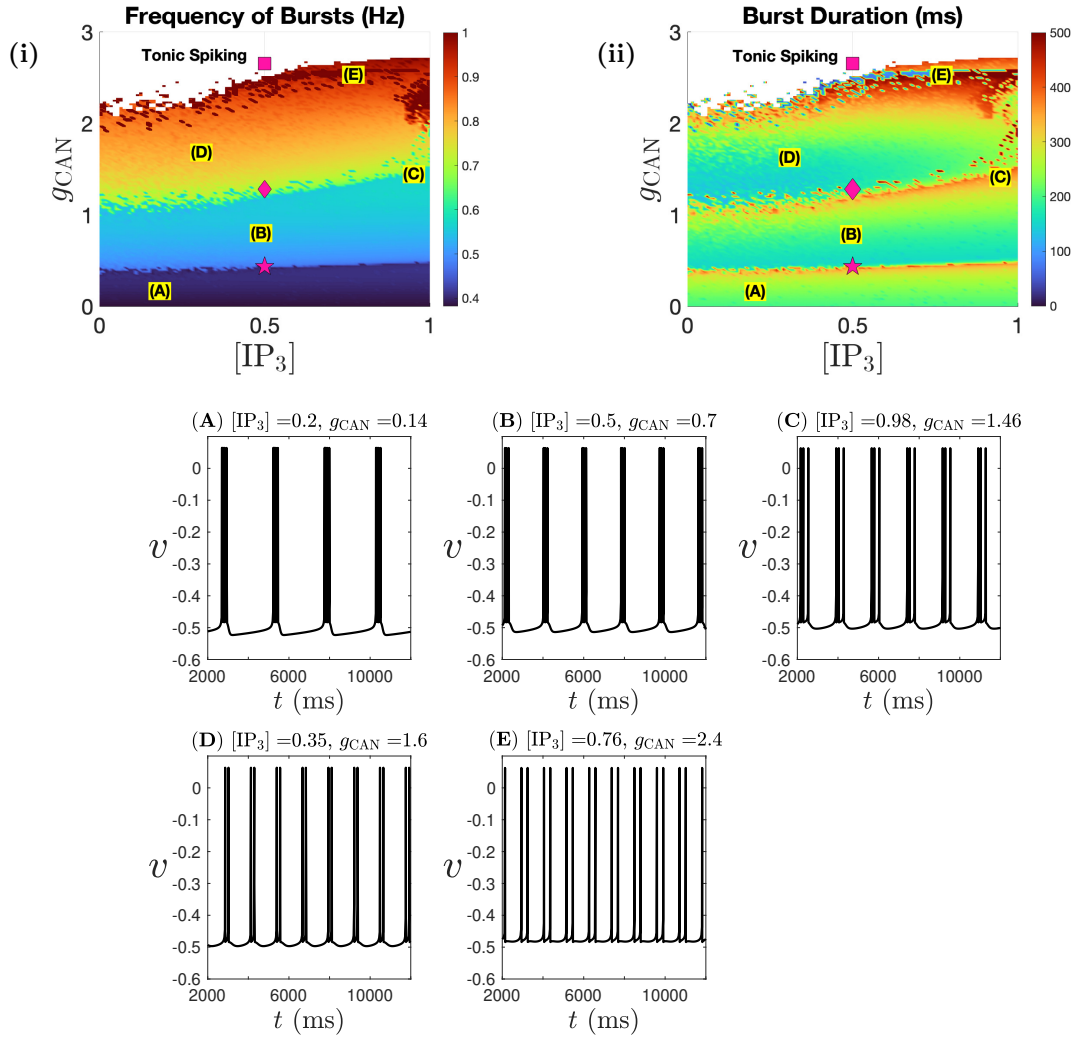 Frequency of Bursts (Hz)
Burst Duration (ms)
(i)
(ii)
3
2
1
0
g_CAN
Tonic Spiking
(E)
(D)
(C)
(B)
(A)
0
0.5
1
[IP₃]
1
0.9
0.8
0.7
0.6
0.5
0.4
3
2
1
0
g_CAN
Tonic Spiking
(E)
(D)
(C)
(B)
(A)
0
0.5
1
[IP₃]
500
400
300
200
100
0
(A) [IP₃] =0.2, g_CAN =0.14
0
-0.1
-0.2
-0.3
-0.4
-0.5
-0.6
v
2000
6000
10000
t (ms)
(B) [IP₃] =0.5, g_CAN =0.7
0
-0.1
-0.2
-0.3
-0.4
-0.5
-0.6
v
2000
6000
10000
t (ms)
(C) [IP₃] =0.98, g_CAN =1.46
0
-0.1
-0.2
-0.3
-0.4
-0.5
-0.6
v
2000
6000
10000
t (ms)
(D) [IP₃] =0.35, g_CAN =1.6
0
-0.1
-0.2
-0.3
-0.4
-0.5
-0.6
v
2000
6000
10000
t (ms)
(E) [IP₃] =0.76, g_CAN =2.4
0
-0.1
-0.2
-0.3
-0.4
-0.5
-0.6
v
2000
6000
10000
t (ms)